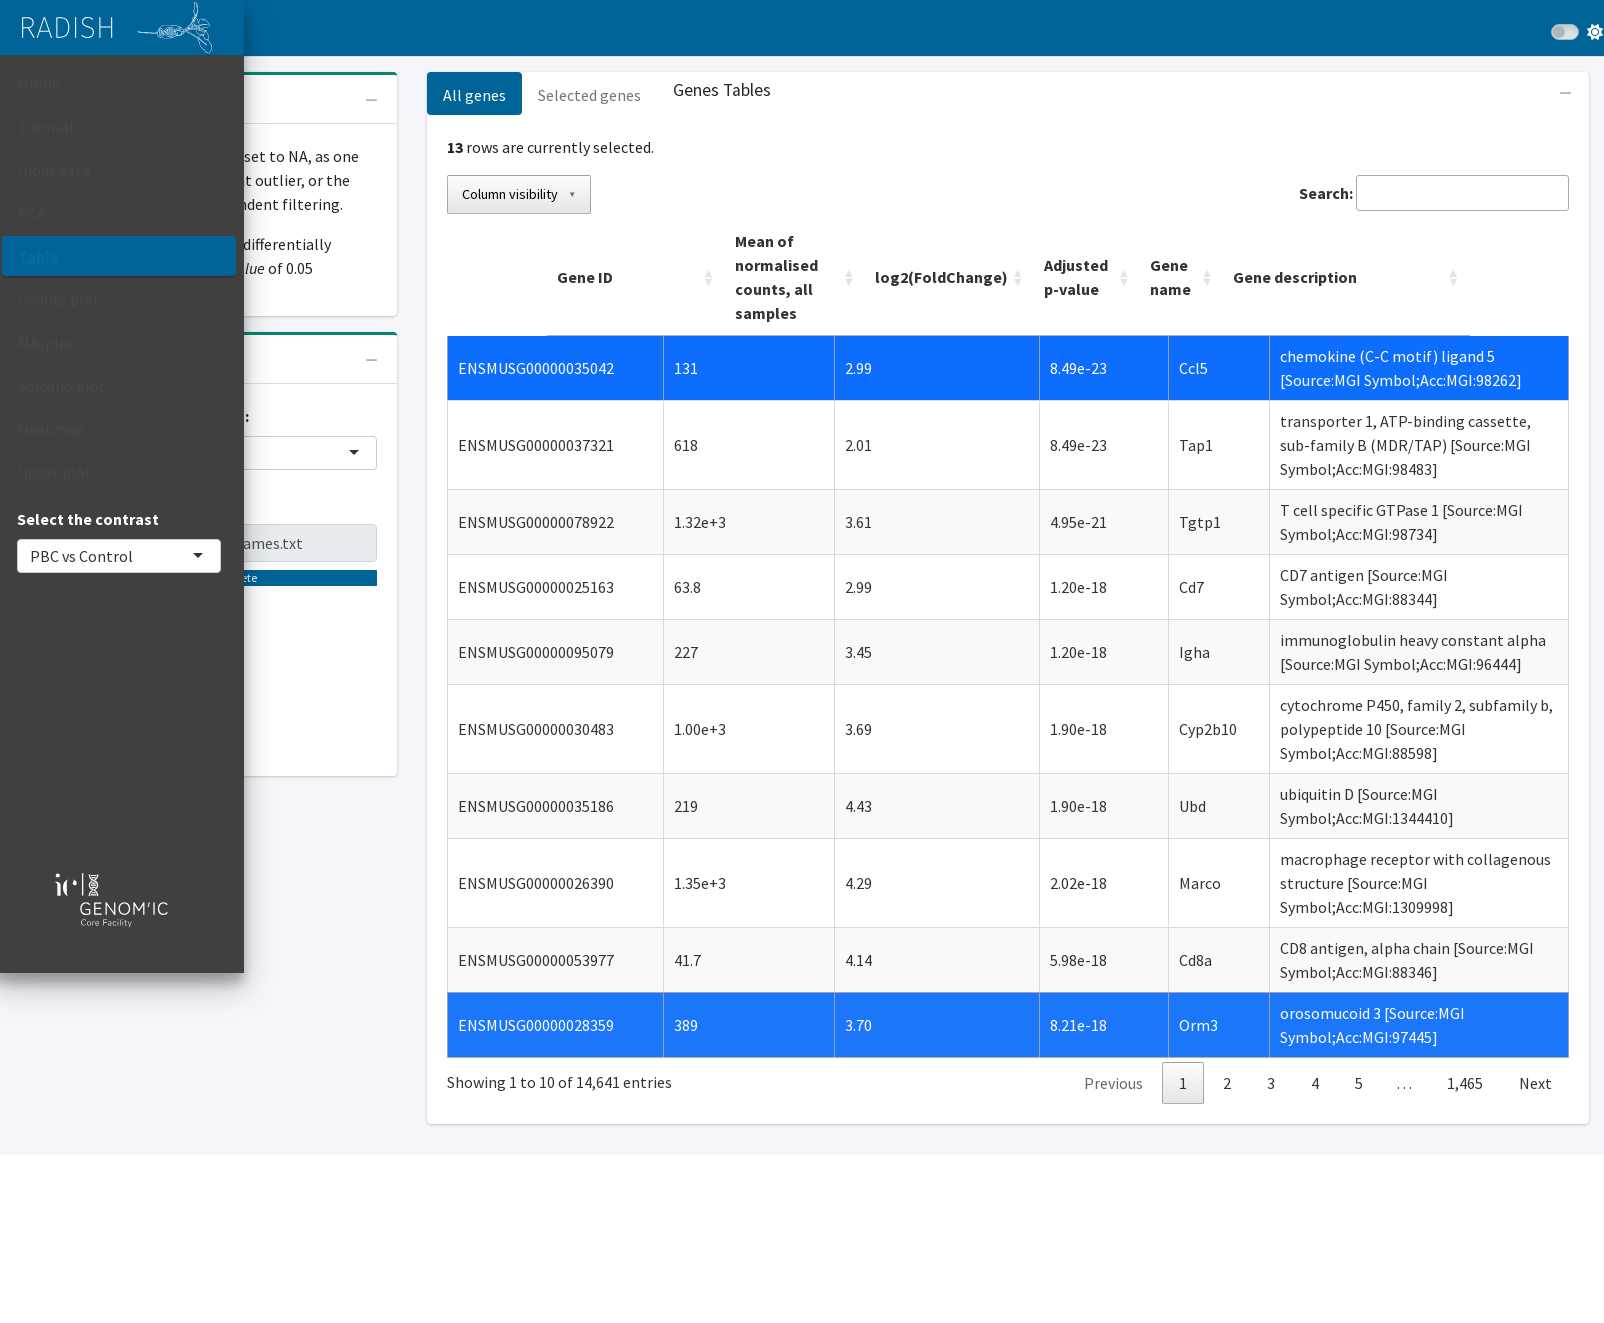 RADISH
Home
Tutorial
Input data
PCA
Table
Counts plot
MA-plot
Volcano plot
Heatmap
Upset plot
Select the contrast
PBC vs Control
GENOM'IC
Core Facility
set to NA, as one
outlier, or the
filtering.
differentially
of 0.05
:
All genes
Selected genes
Genes Tables
13 rows are currently selected.
Column visibility ▼
Search:
Gene ID
Mean of normalised counts, all samples
log2(FoldChange)
Adjusted p-value
Gene name
Gene description
ENSMUSG00000035042 131 2.99 8.49e-23 Ccl5 chemokine (C-C motif) ligand 5
[Source:MGI Symbol;Acc:MGI:98262]
ENSMUSG00000037321 618 2.01 8.49e-23 Tap1 transporter 1, ATP-binding cassette,
sub-family B (MDR/TAP) [Source:MGI
Symbol;Acc:MGI:98483]
ENSMUSG00000078922 1.32e+3 3.61 4.95e-21 Tgtp1 T cell specific GTPase 1 [Source:MGI
Symbol;Acc:MGI:98734]
ENSMUSG00000025163 63.8 2.99 1.20e-18 Cd7 CD7 antigen [Source:MGI
Symbol;Acc:MGI:88344]
ENSMUSG00000095079 227 3.45 1.20e-18 Igha immunoglobulin heavy constant alpha
[Source:MGI Symbol;Acc:MGI:96444]
ENSMUSG00000030483 1.00e+3 3.69 1.90e-18 Cyp2b10 cytochrome P450, family 2, subfamily b,
polypeptide 10 [Source:MGI
Symbol;Acc:MGI:88598]
ENSMUSG00000035186 219 4.43 1.90e-18 Ubd ubiquitin D [Source:MGI
Symbol;Acc:MGI:1344410]
ENSMUSG00000026390 1.35e+3 4.29 2.02e-18 Marco macrophage receptor with collagenous
structure [Source:MGI
Symbol;Acc:MGI:1309998]
ENSMUSG00000053977 41.7 4.14 5.98e-18 Cd8a CD8 antigen, alpha chain [Source:MGI
Symbol;Acc:MGI:88346]
ENSMUSG00000028359 389 3.70 8.21e-18 Orm3 orosomucoid 3 [Source:MGI
Symbol;Acc:MGI:97445]
Showing 1 to 10 of 14,641 entries
Previous 1 2 3 4 5 … 1,465 Next